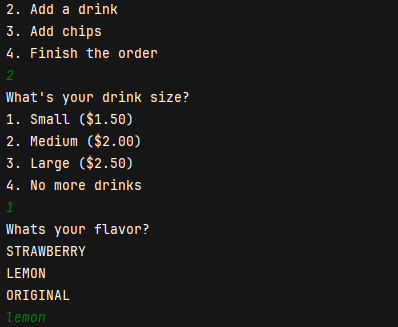 2. Add a drink
3. Add chips
4. Finish the order
2
What's your drink size?
1. Small ($1.50)
2. Medium ($2.00)
3. Large ($2.50)
4. No more drinks
1
Whats your flavor?
STRAWBERRY
LEMON
ORIGINAL
lemon